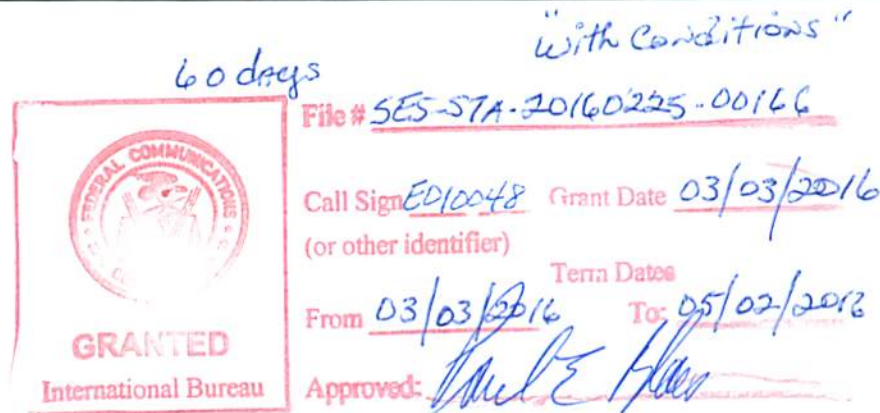 "With Conditions"
60 days
File # SES-STA-20160225-00166
Call Sign E010048 Grant Date 03/03/2016
(or other identifier)
Term Dates
From 03/03/2016 To: 05/02/2016
Approved:
FEDERAL COMMUNICATIONS
GRANTED
International Bureau